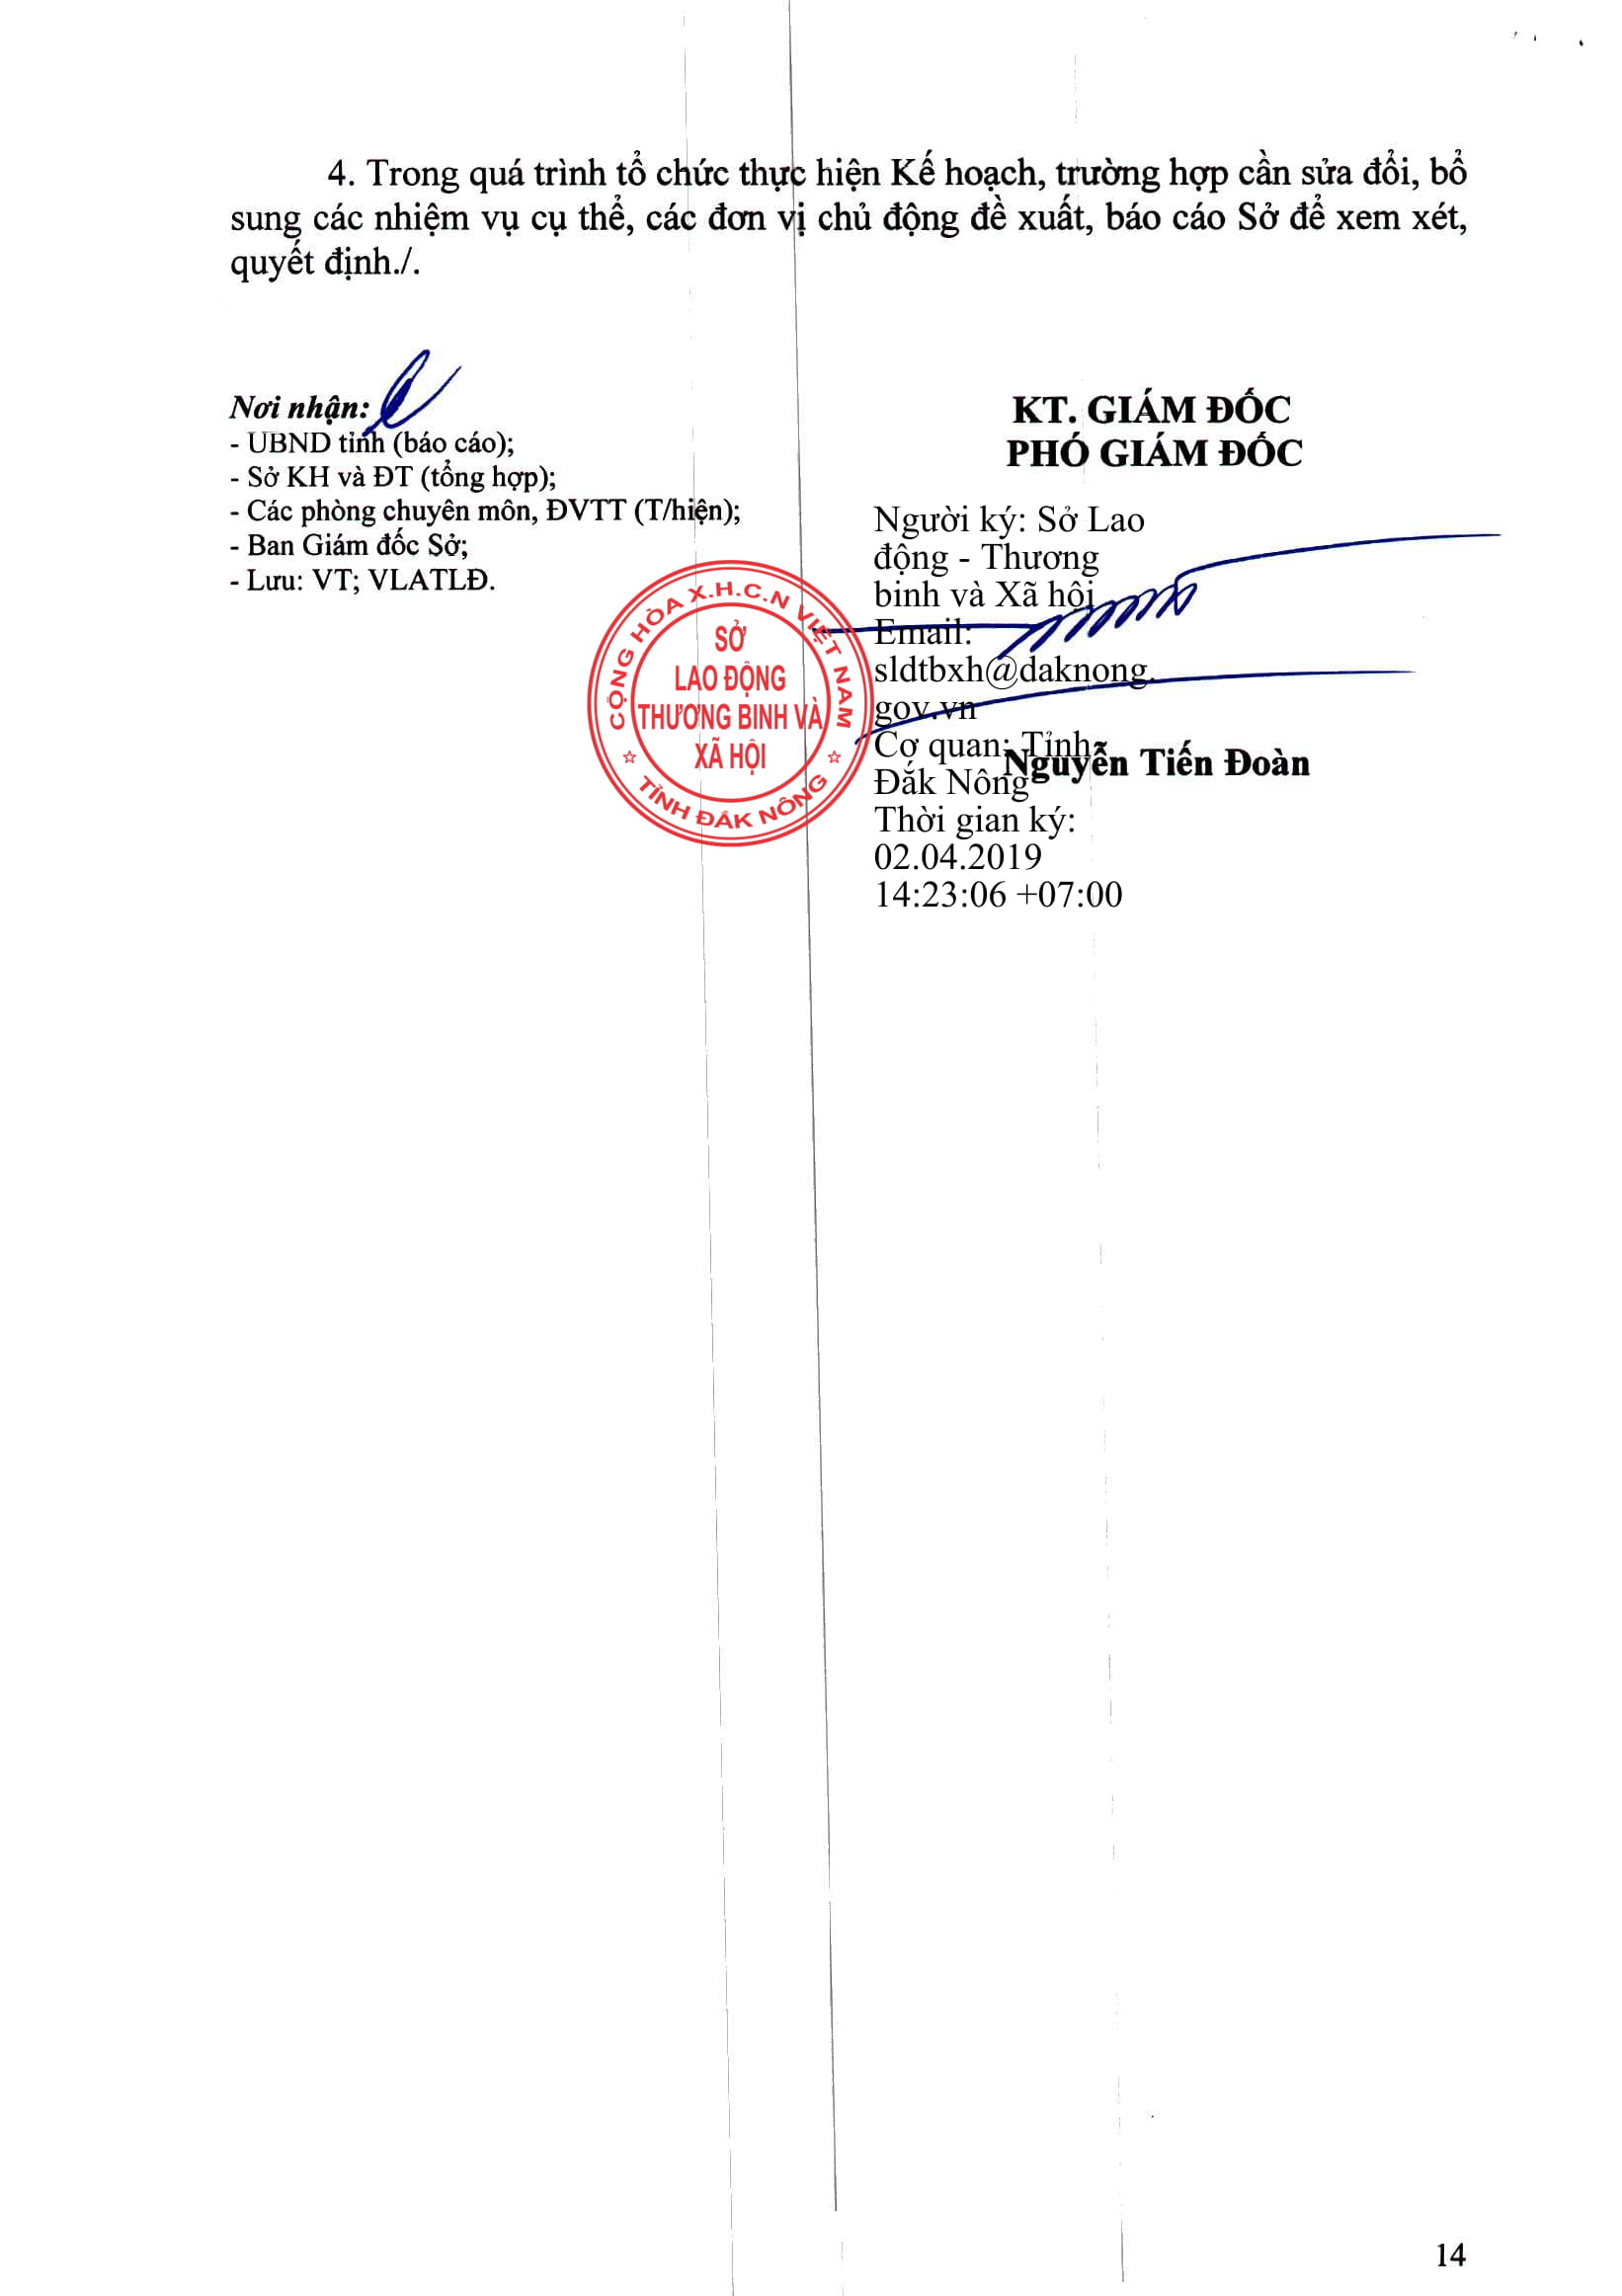 4. Trong quá trình tổ chức thực hiện Kế hoạch, trường hợp cần sửa đổi, bổ
sung các nhiệm vụ cụ thể, các đơn vị chủ động đề xuất, báo cáo Sở để xem xét,
quyết định./.
Nơi nhận:
- UBND tỉnh (báo cáo);
- Sở KH và ĐT (tổng hợp);
- Các phòng chuyên môn, ĐVTT (T/hiện);
- Ban Giám đốc Sở;
- Lưu: VT; VLATLĐ.
KT. GIÁM ĐỐC
PHÓ GIÁM ĐỐC
Người ký: Sở Lao
động - Thương
binh và Xã hội
Email:
sldtbxh@daknong.
gov.vn
Cơ quan: Tỉnh
Đắk Nông
Thời gian ký:
02.04.2019
14:23:06 +07:00
Nguyễn Tiến Đoàn
CỘNG HÒA X.H.C.N VIỆT NAM
SỞ
LAO ĐỘNG
THƯƠNG BINH VÀ
XÃ HỘI
TỈNH ĐẮK NÔNG
14